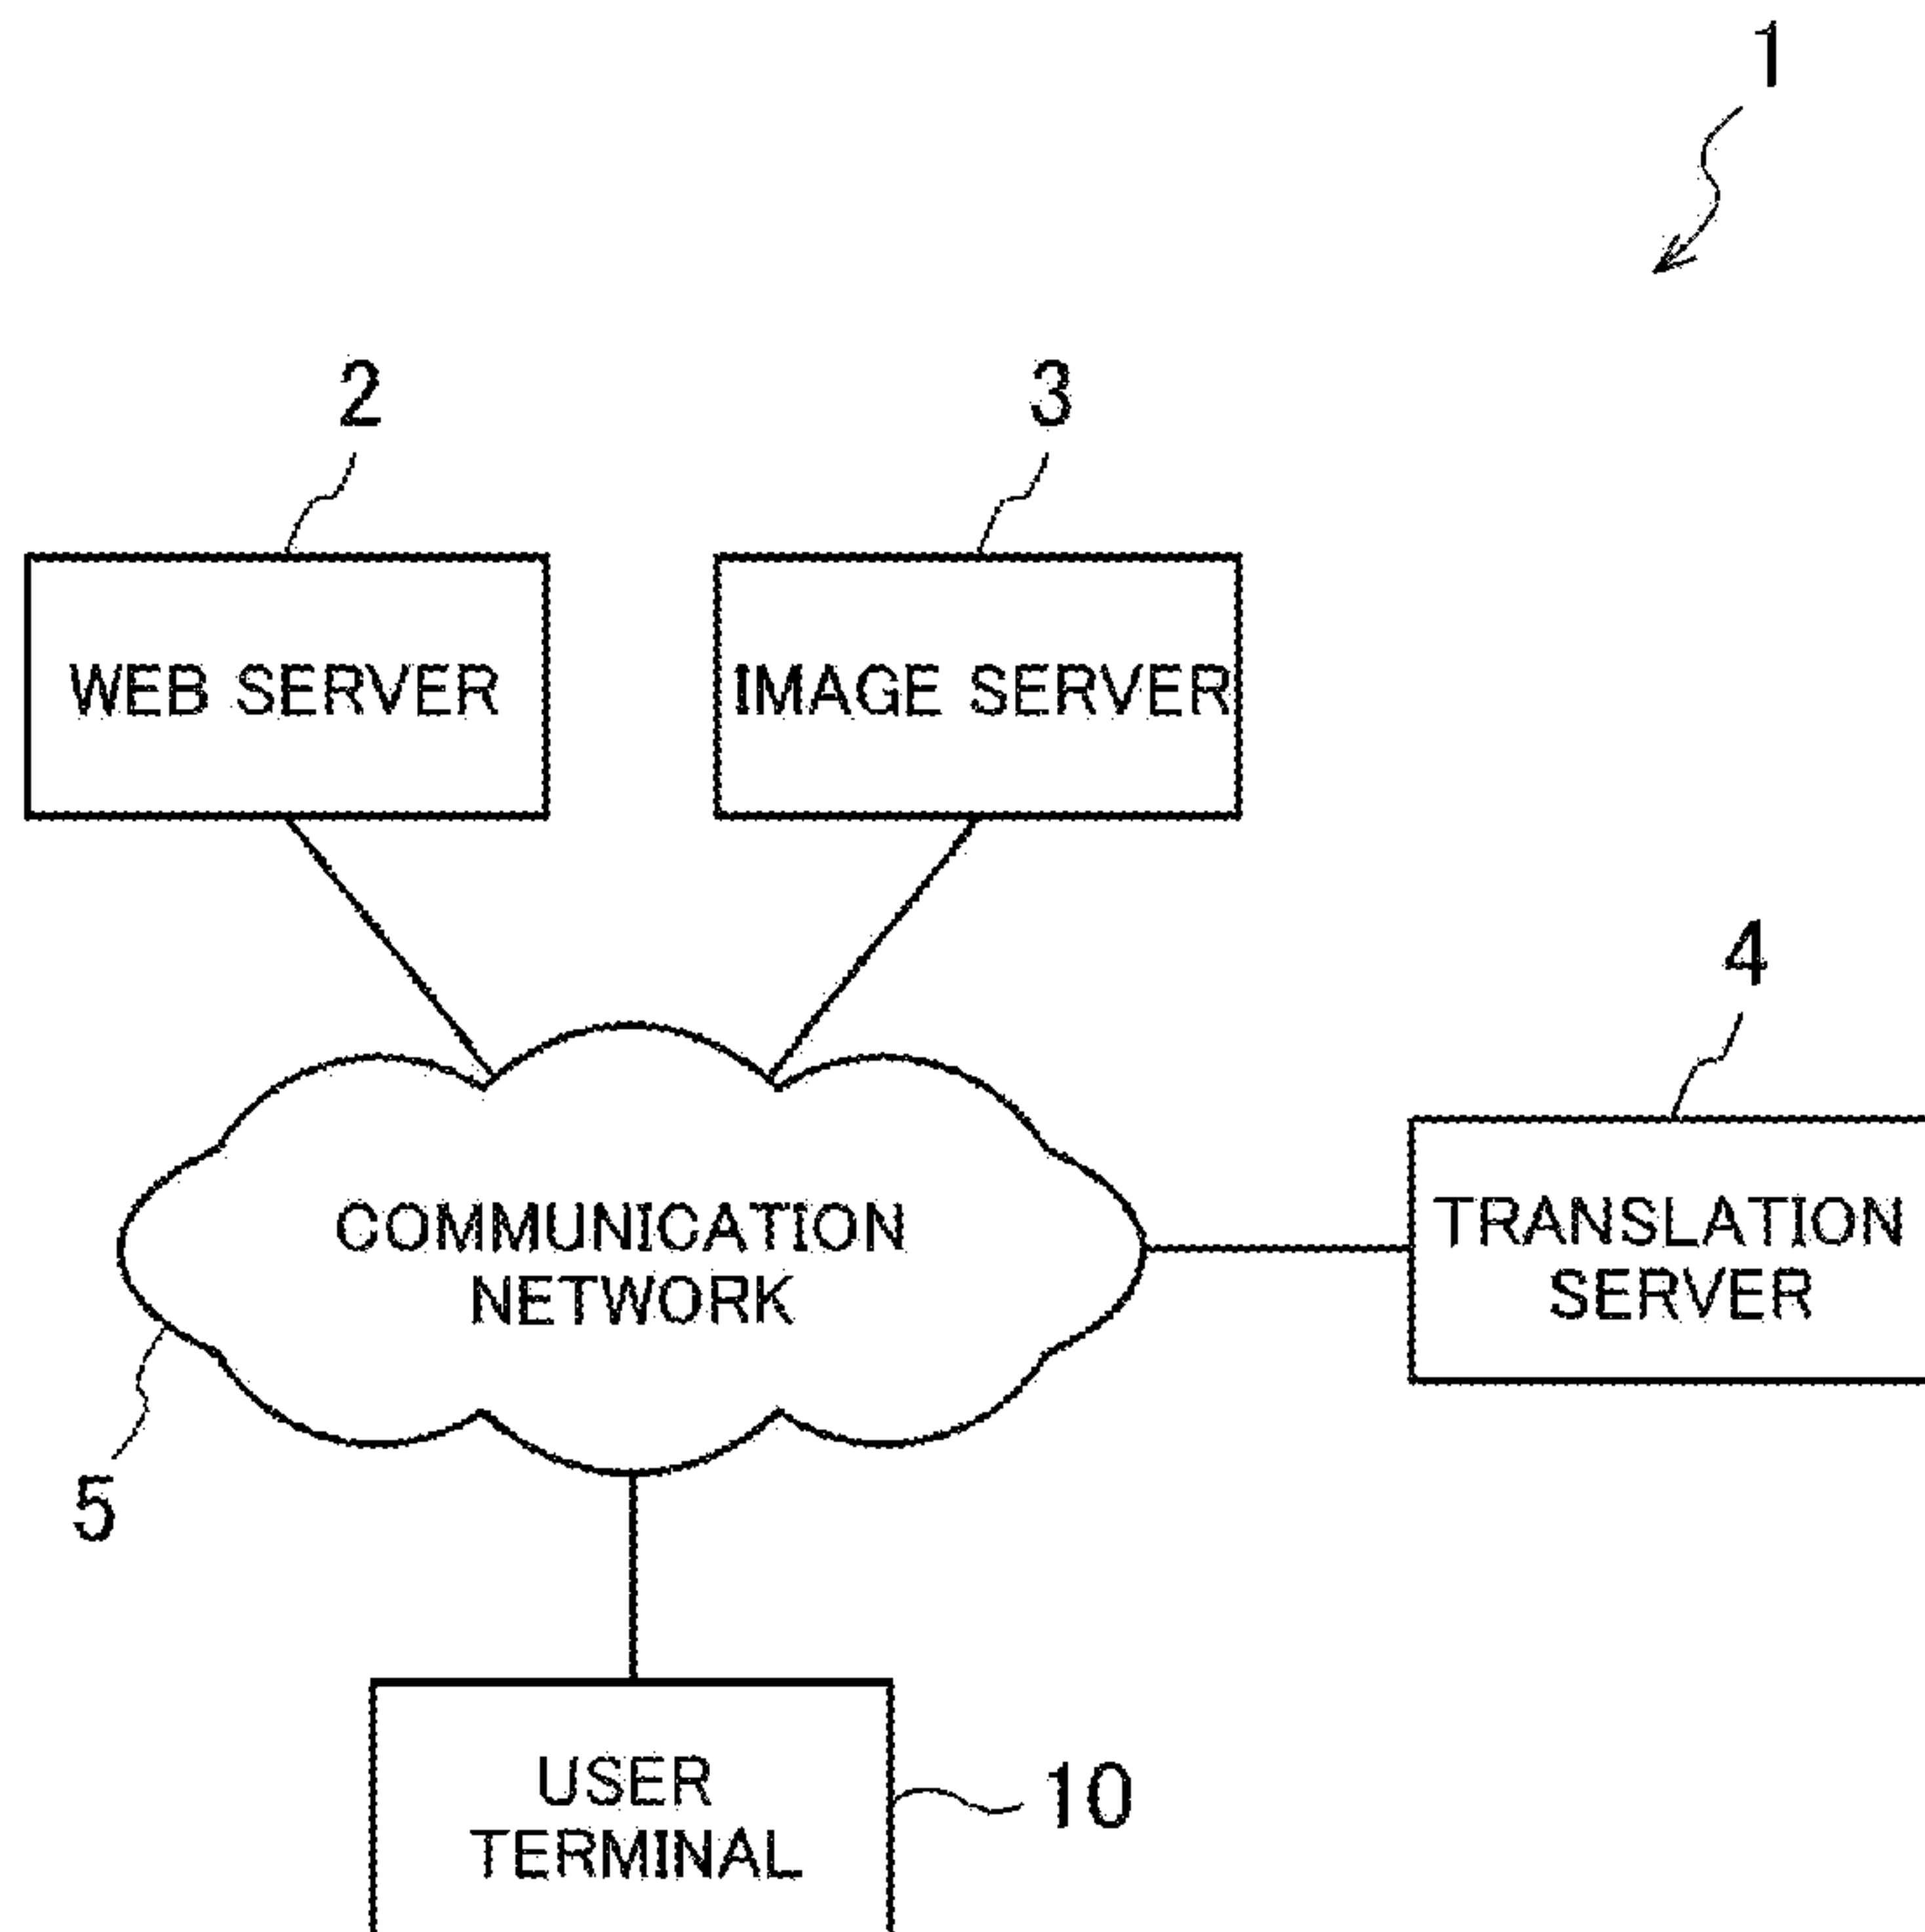 1
2
3
WEB SERVER
IMAGE SERVER
4
COMMUNICATION
NETWORK
TRANSLATION
SERVER
5
USER
TERMINAL
10